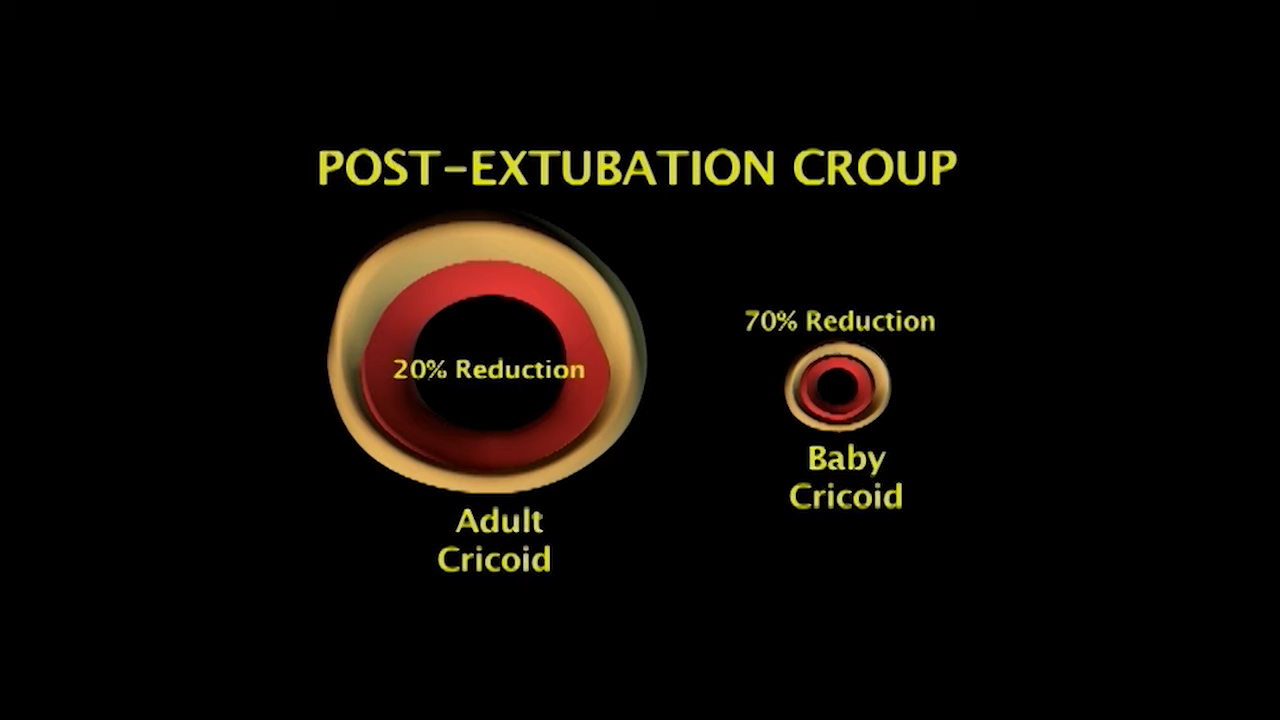 POST-EXTUBATION CROUP
20% Reduction
Adult
Cricoid
70% Reduction
Baby
Cricoid